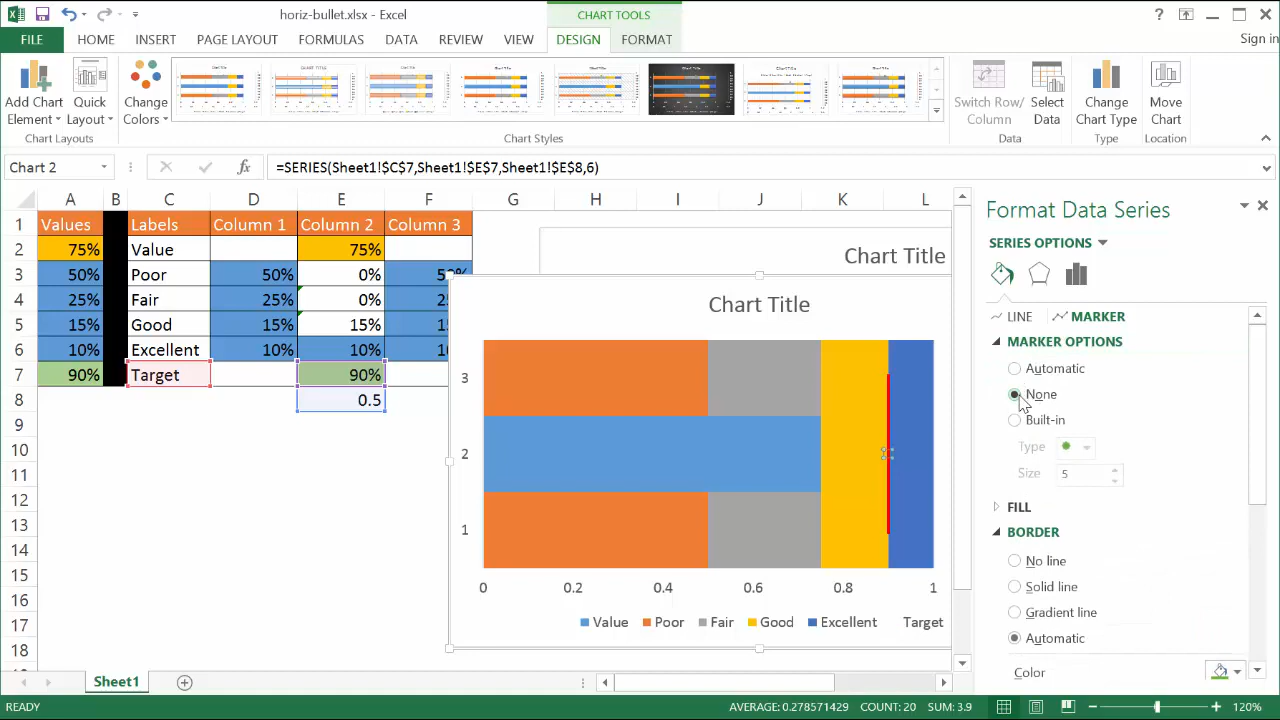 horiz-bullet.xlsx - Excel
CHART TOOLS
?
FILE HOME INSERT PAGE LAYOUT FORMULAS DATA REVIEW VIEW DESIGN FORMAT
Sign in
Add Chart Element
Quick Layout
Change Colors
Switch Row/ Column
Select Data
Change Chart Type
Move Chart
Chart Layouts
Chart Styles
Data
Type
Location
Chart 2
fx
=SERIES(Sheet1!$C$7,Sheet1!$E$7,Sheet1!$E$8,6)
A B C D E F G H I J K L
1 Values Labels Column 1 Column 2 Column 3
2 75% Value 75%
3 50% Poor 50% 0% 50%
4 25% Fair 25% 0% 2
5 15% Good 15% 15% 1
6 10% Excellent 10% 10% 1
7 90% Target 90%
8 0.5
9
10
11
12
13
14
15
16
17
18
Chart Title
Chart Title
3
2
1
0 0.2 0.4 0.6 0.8 1
Value Poor Fair Good Excellent Target
Format Data Series
SERIES OPTIONS
LINE MARKER
MARKER OPTIONS
Automatic
None
Built-in
Type
Size 5
FILL
BORDER
No line
Solid line
Gradient line
Automatic
Color
Sheet1
READY
AVERAGE: 0.278571429 COUNT: 20 SUM: 3.9
120%